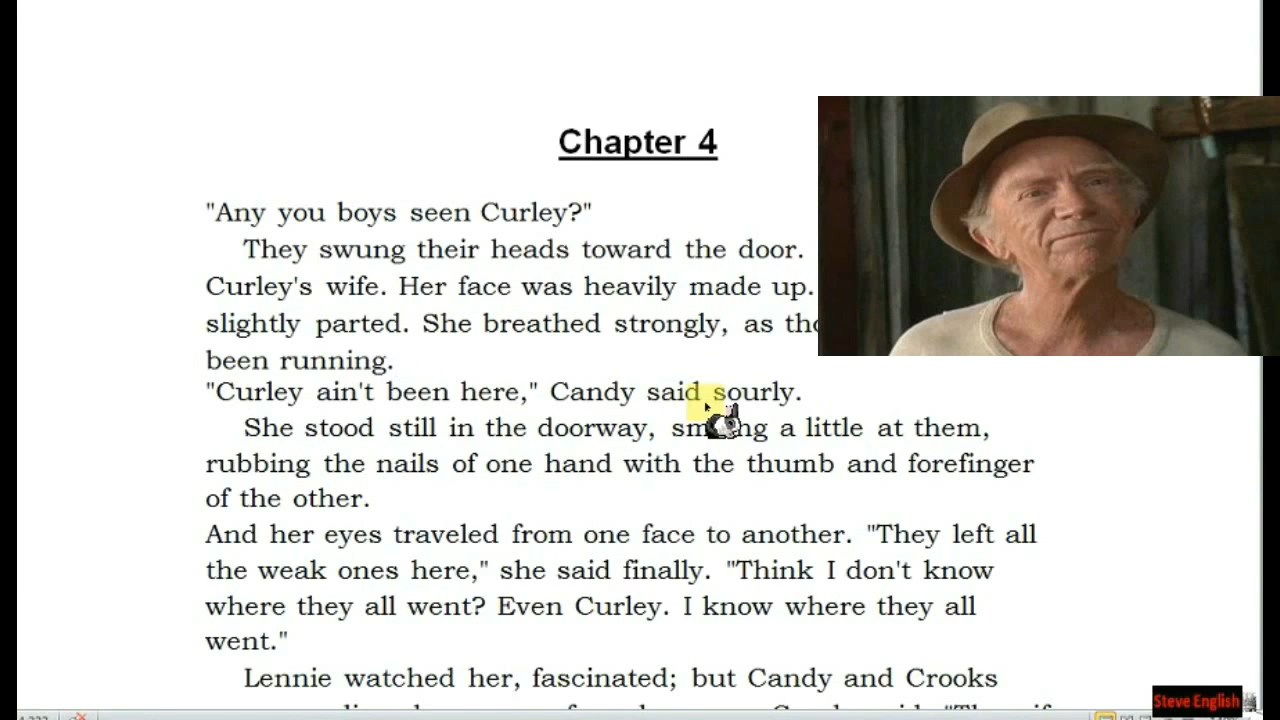 Chapter 4
"Any you boys seen Curley?"
They swung their heads toward the door.
Curley's wife. Her face was heavily made up.
slightly parted. She breathed strongly, as
been running.
"Curley ain't been here," Candy said sourly.
She stood still in the doorway, a little at them,
rubbing the nails of one hand with the thumb and forefinger
of the other.
And her eyes traveled from one face to another. "They left all
the weak ones here," she said finally. "Think I don't know
where they all went? Even Curley. I know where they all
went."
Lennie watched her, fascinated; but Candy and Crooks
Steve English